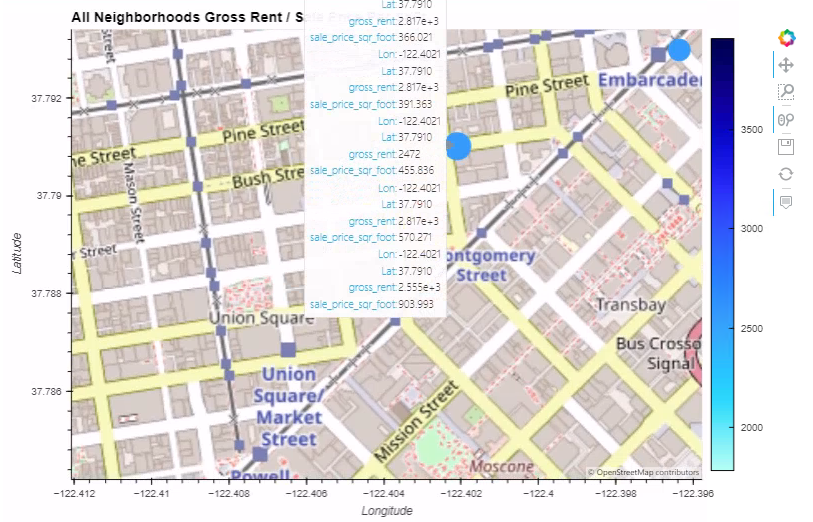 All Neighborhoods Gross Rent / S
Lat: 37.7910
gross_rent: 2.817e+3
sale_price_sqr_foot: 366.021
Lon: -122.4021
Lat: 37.7910
gross_rent: 2.817e+3
sale_price_sqr_foot: 391.363
Lon: -122.4021
Lat: 37.7910
gross_rent: 2472
sale_price_sqr_foot: 455.836
Lon: -122.4021
Lat: 37.7910
gross_rent: 2.817e+3
sale_price_sqr_foot: 570.271
Lon: -122.4021
Lat: 37.7910
gross_rent: 2.555e+3
sale_price_sqr_foot: 903.993
Street
Embarcader
Pine Street
Pine Street
ne Street
Mason Street
Bush Stre
r Street
ontgomery
Street
Union Square
Transbay
Bus Crosso
Signal
Union
Square/
Market
Street
Mission Street
Moscone
Powell
© OpenStreetMap contributors
37.792
37.79
37.788
37.786
Latitude
−122.412
−122.41
−122.408
−122.406
−122.404
−122.402
−122.4
−122.398
−122.396
Longitude
3500
3000
2500
2000